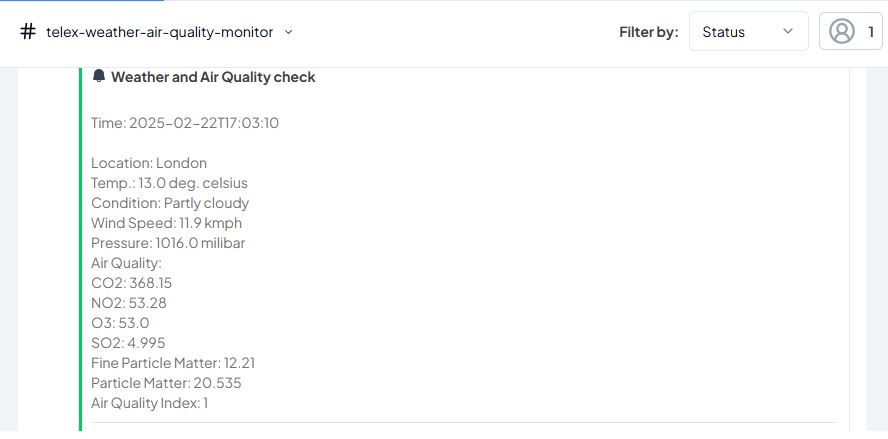 # telex-weather-air-quality-monitor
Filter by:
Status
1
Weather and Air Quality check
Time: 2025-02-22T17:03:10
Location: London
Temp.: 13.0 deg. celsius
Condition: Partly cloudy
Wind Speed: 11.9 kmph
Pressure: 1016.0 milibar
Air Quality:
CO2: 368.15
NO2: 53.28
O3: 53.0
SO2: 4.995
Fine Particle Matter: 12.21
Particle Matter: 20.535
Air Quality Index: 1